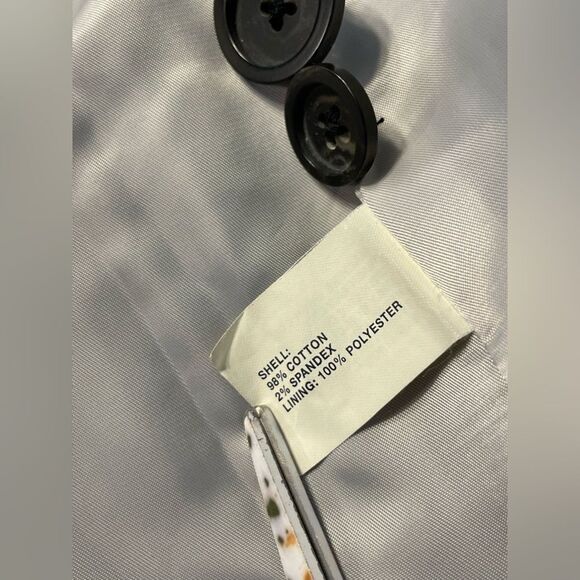 SHELL:
98% COTTON
2% SPANDEX
LINING: 100% POLYESTER